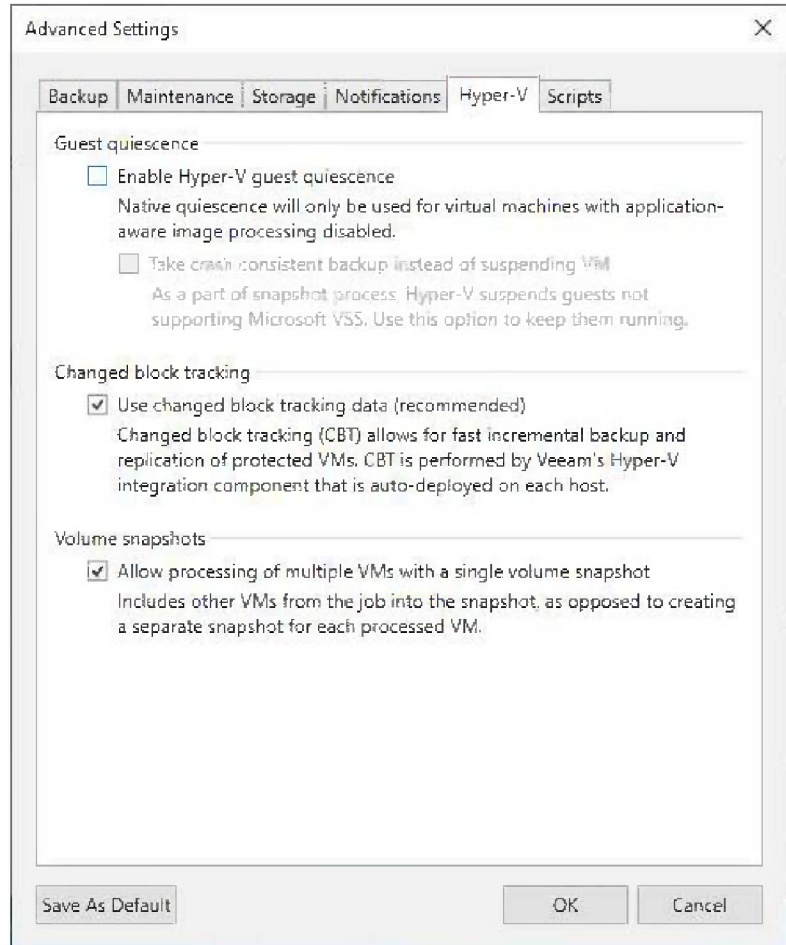 Advanced Settings
Backup Maintenance Storage Notifications Hyper-V Scripts
Guest quiescence
Enable Hyper-V guest quiescence
Native quiescence will only be used for virtual machines with application-
aware image processing disabled.
Take crash consistent backup instead of suspending VM
As a part of snapshot process, Hyper-V suspends guests not
supporting Microsoft VSS. Use this option to keep them running.
Changed block tracking
Use changed block tracking data (recommended)
Changed block tracking (CBT) allows for fast incremental backup and
replication of protected VMs. CBT is performed by Veeam's Hyper-V
integration component that is auto-deployed on each host.
Volume snapshots
Allow processing of multiple VMs with a single volume snapshot
Includes other VMs from the job into the snapshot, as opposed to creating
a separate snapshot for each processed VM.
Save As Default OK Cancel